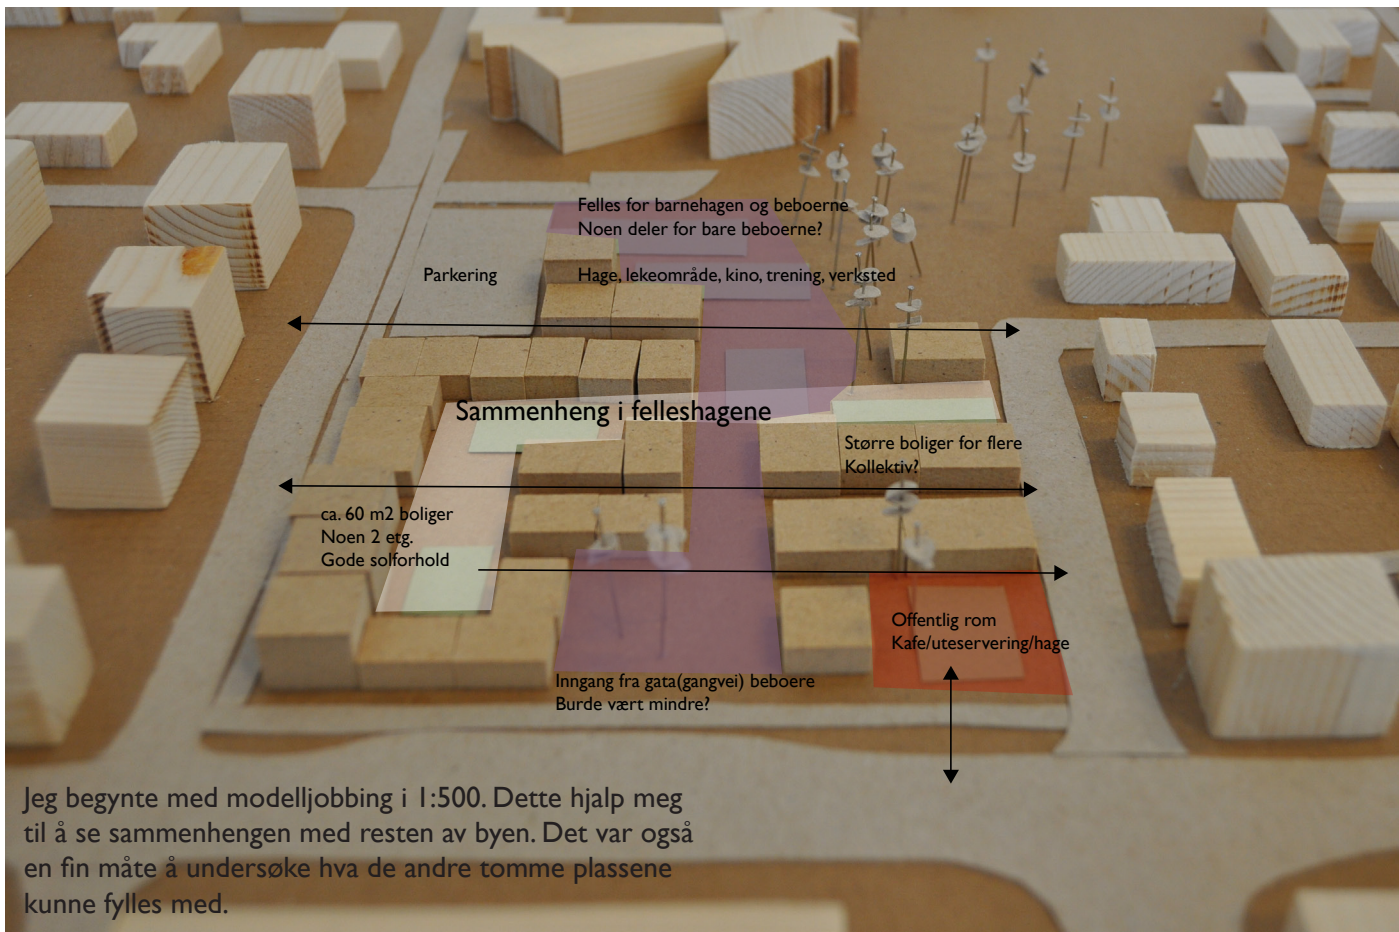 Felles for barnehagen og beboerne
Noen deler for bare beboerne?
Parkering
Hage, lekeområde, kino, trening, verksted
Sammenheng i felleshagene
Større boliger for flere
Kollektiv?
ca. 60 m2 boliger
Noen 2 etg.
Gode solforhold
Offentlig rom
Kafe/uteservering/hage
Inngang fra gata(gangvei) beboere
Burde vært mindre?
Jeg begynte med modelljobbing i 1:500. Dette hjalp meg
til å se sammenhengen med resten av byen. Det var også
en fin måte å undersøke hva de andre tomme plassene
kunne fylles med.